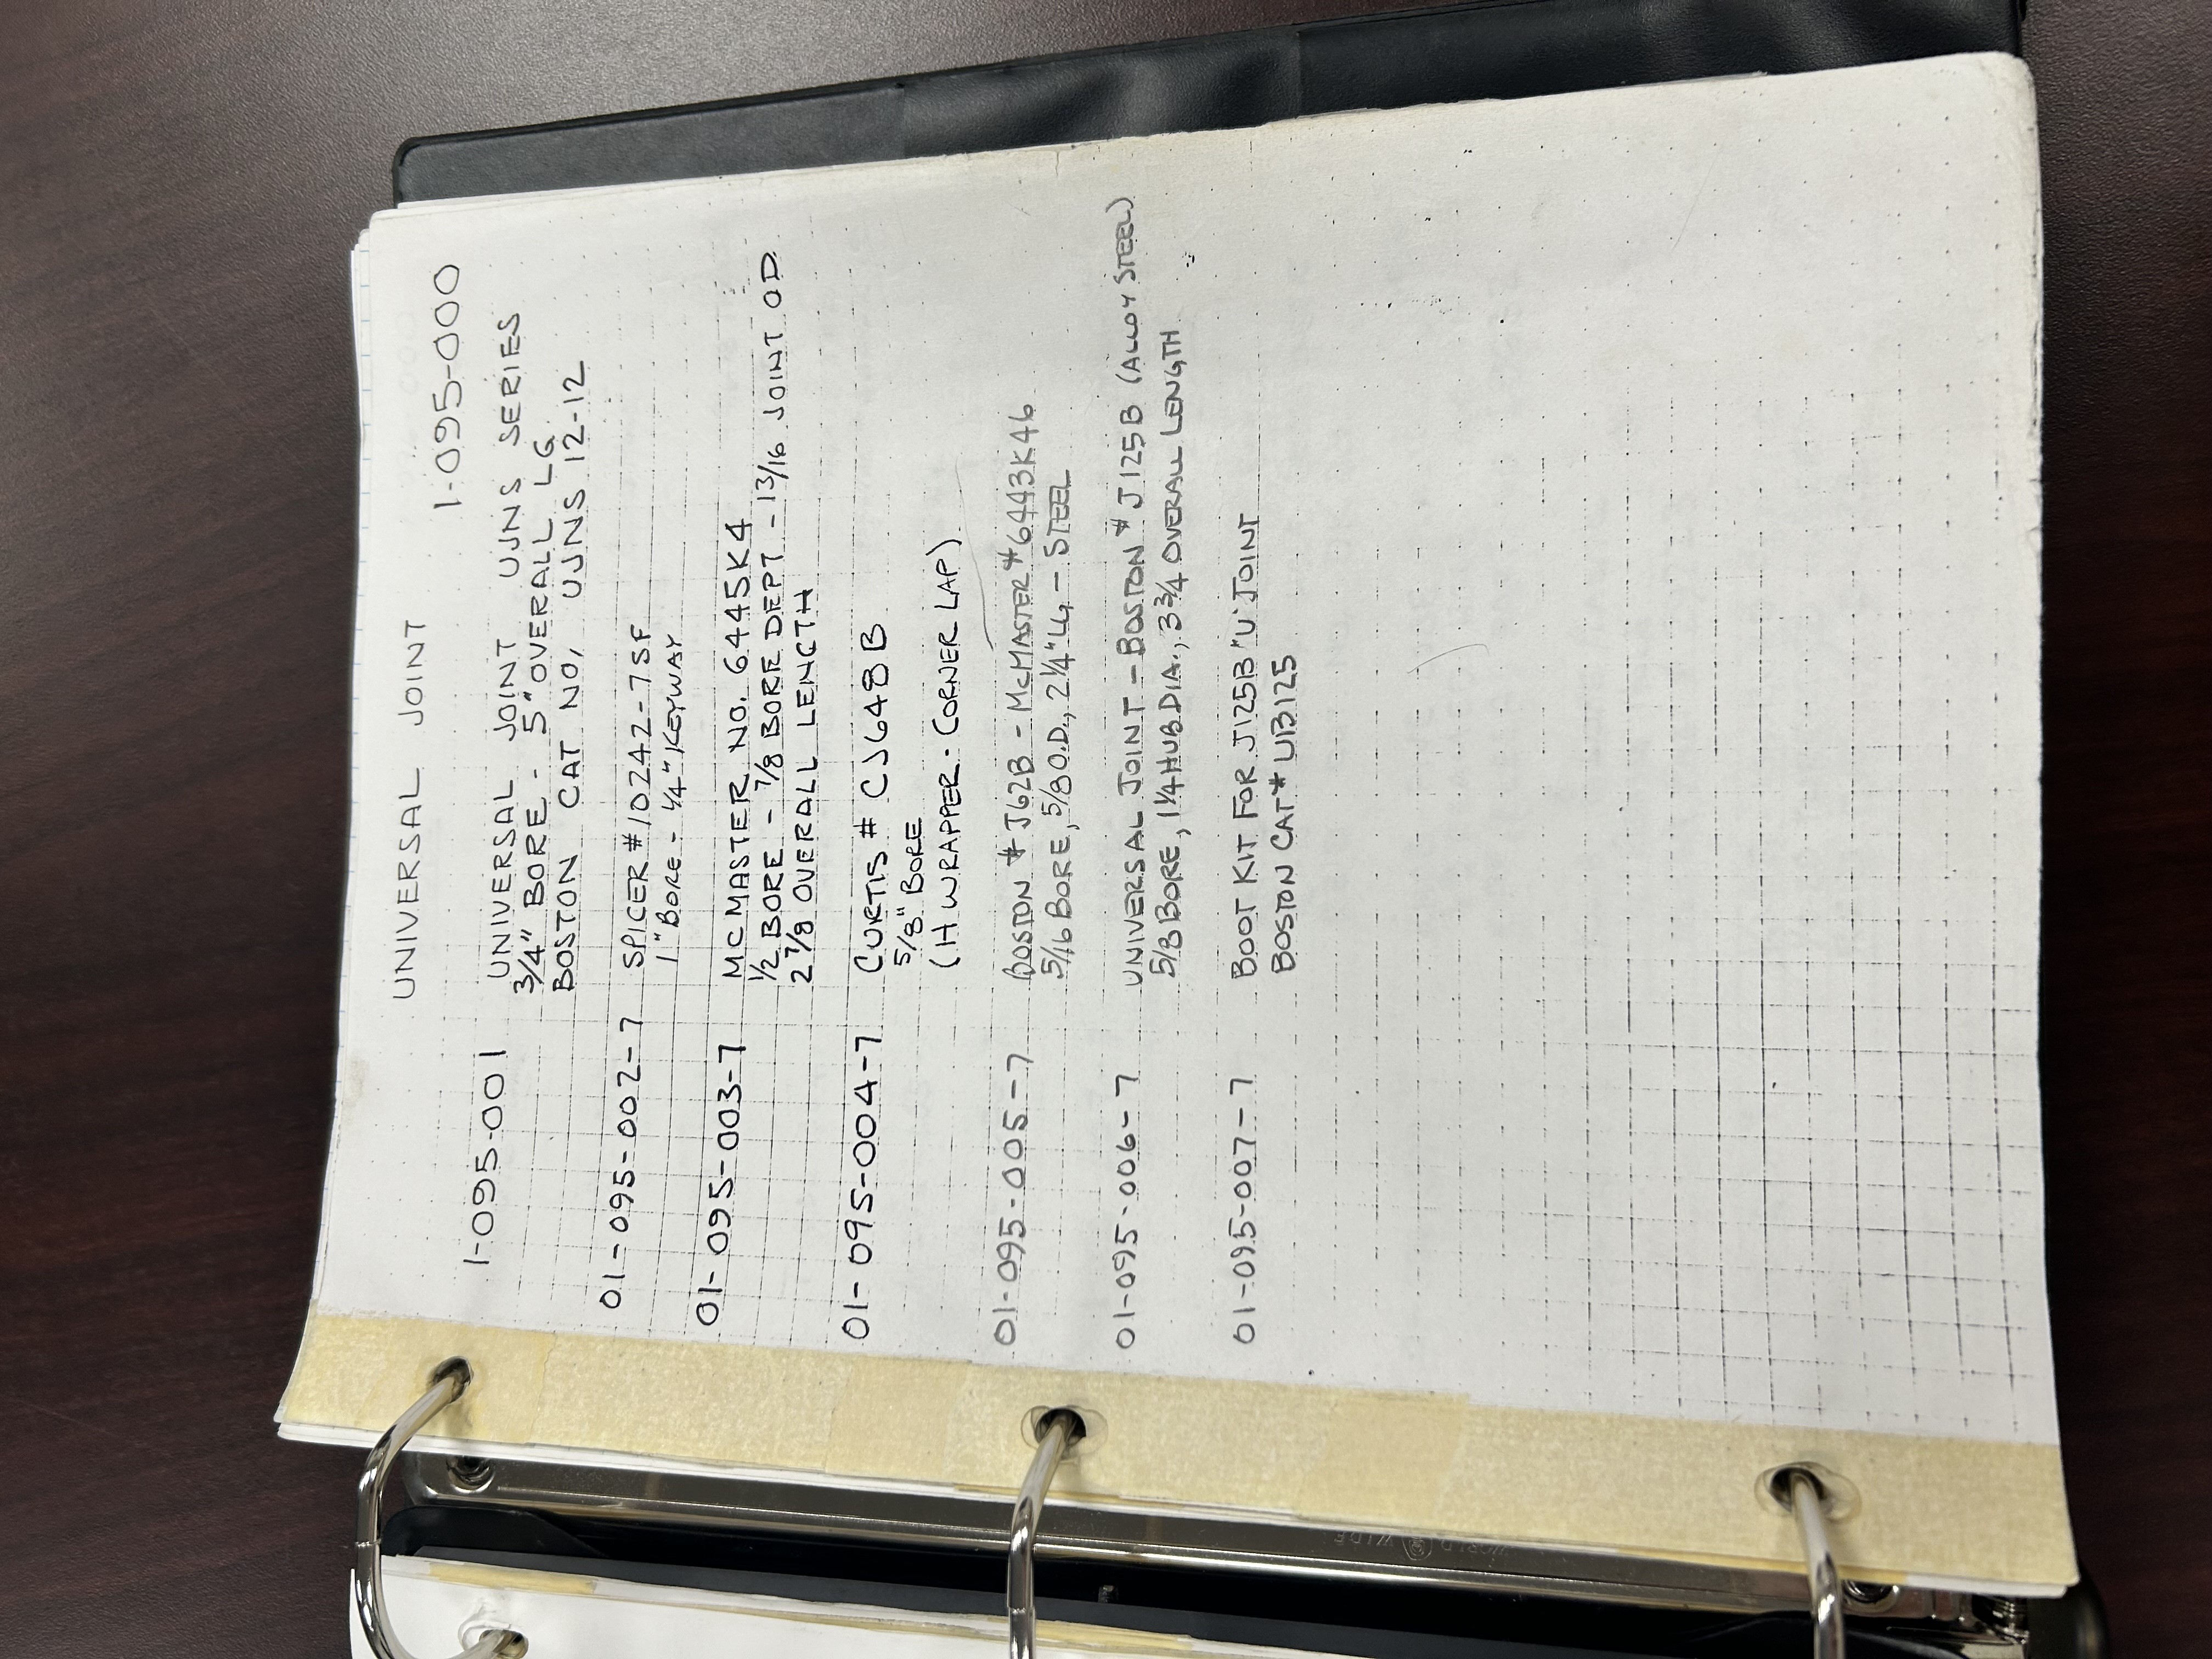 UNIVERSAL JOINT
1-095-000
1-095-001 UNIVERSAL JOINT UJNS SERIES
3/4" BORE - 5" OVERALL LG.
BOSTON CAT NO, UJNS 12-12
01-095-002-7 SPICER #10242-7SF
1" BORE - 1/4" KEYWAY
01-095-003-7 MCMASTER NO. 6445K4
1/2 BORE - 7/8 BORE DEPT - 13/16 JOINT O.D.
2 7/8 OVERALL LENGTH
01-095-004-7 CURTIS # CJ648B
5/8" BORE
(H WRAPPER - CORNER LAP)
01-095-005-7 BOSTON # J62B - MCMASTER #6443K46
5/16 BORE, 5/8 O.D., 2 1/4" LG - STEEL
01-095-006-7 UNIVERSAL JOINT - BOSTON # J125B (ALLOY STEEL)
5/8 BORE, 1 1/4 HUB DIA., 3 3/4 OVERALL LENGTH
01-095-007-7 BOOT KIT FOR J125B "U" JOINT
BOSTON CAT # UB125
WORLD WIDE